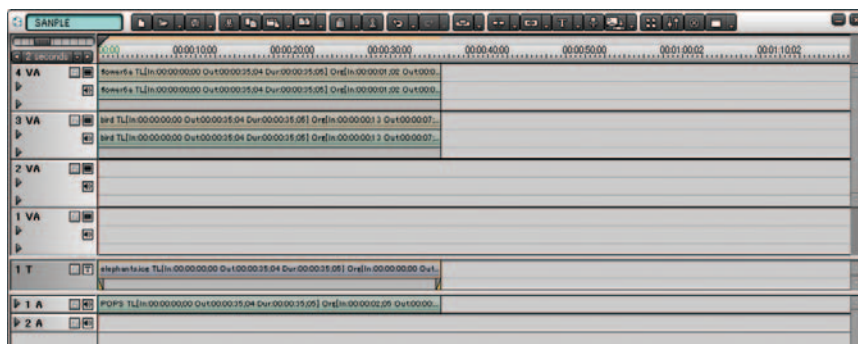 SANPLE
2 seconds
00:00 00:00:10:00 00:00:20:00 00:00:30:00 00:00:40:00 00:00:50:00 00:01:00;02 00:01:10;02
4 VA
flower6a TL[In:00:00:00;00 Out:00:00:35;04 Dur:00:00:35;05] Org[In:00:00:01;02 Out:00:0...
flower6a TL[In:00:00:00;00 Out:00:00:35;04 Dur:00:00:35;05] Org[In:00:00:01;02 Out:00:0...
3 VA
bird TL[In:00:00:00;00 Out:00:00:35;04 Dur:00:00:35;05] Org[In:00:00:00;13 Out:00:00:07;...
bird TL[In:00:00:00;00 Out:00:00:35;04 Dur:00:00:35;05] Org[In:00:00:00;13 Out:00:00:07;...
2 VA
1 VA
1 T
elephants.icg TL[In:00:00:00;00 Out:00:00:35;04 Dur:00:00:35;05] Org[In:00:00:00;00 Out...
1 A
POPS TL[In:00:00:00;00 Out:00:00:35;04 Dur:00:00:35;05] Org[In:00:00:02;05 Out:00:00...
2 A